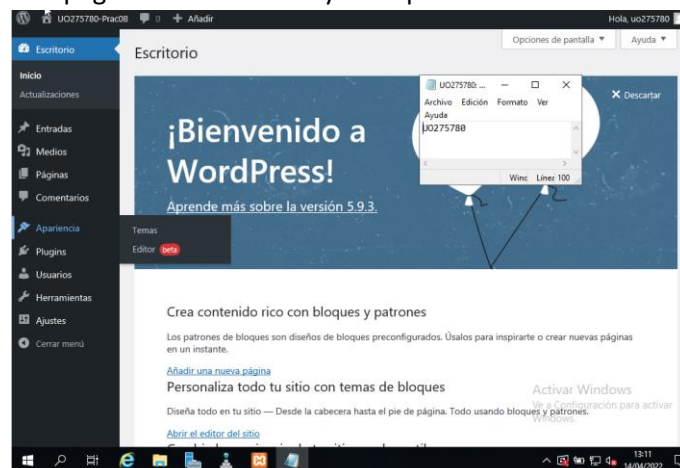 UO275780-Prac08 0 + Añadir Hola, uo275780
Escritorio
Inicio
Actualizaciones
Entradas
Medios
Páginas
Comentarios
Apariencia
Temas
Editor beta
Plugins
Usuarios
Herramientas
Ajustes
Cerrar menú
Opciones de pantalla Ayuda
Escritorio
Descartar
¡Bienvenido a
WordPress!
Aprende más sobre la versión 5.9.3.
UO275780: ...
Archivo Edición Formato Ver
Ayuda
UO275780
Winc Línea 100
Crea contenido rico con bloques y patrones
Los patrones de bloques son diseños de bloques preconfigurados. Úsalos para inspirarte o crear nuevas páginas
en un instante.
Añadir una nueva página
Personaliza todo tu sitio con temas de bloques
Diseña todo en tu sitio — Desde la cabecera hasta el pie de página. Todo usando bloques y patrones.
Abrir el editor del sitio
Activar Windows
Ve a Configuración para activar
Windows.
13:11
14/04/2022